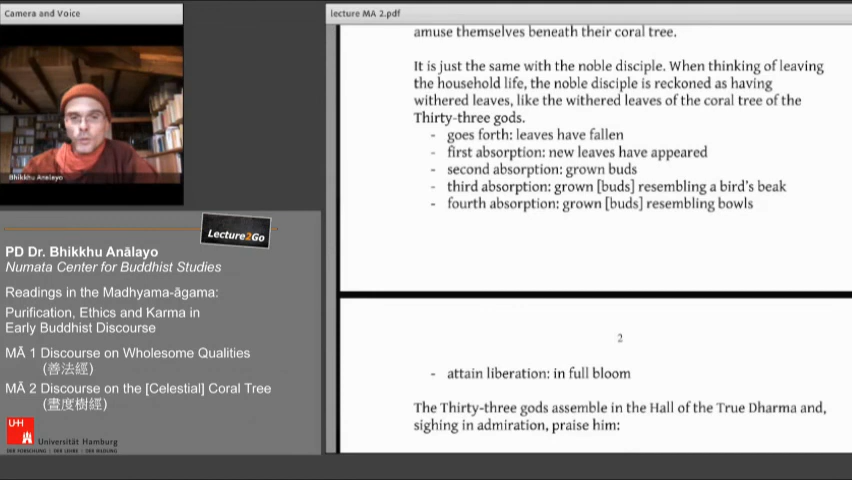 Camera and Voice
Bhikkhu Analayo
Lecture2Go
PD Dr. Bhikkhu Anālayo
Numata Center for Buddhist Studies
Readings in the Madhyama-āgama:
Purification, Ethics and Karma in
Early Buddhist Discourse
MĀ 1 Discourse on Wholesome Qualities
(善法經)
MĀ 2 Discourse on the [Celestial] Coral Tree
(晝度樹經)
UH
Universität Hamburg
DER FORSCHUNG | DER LEHRE | DER BILDUNG
lecture MA 2.pdf
amuse themselves beneath their coral tree.
It is just the same with the noble disciple. When thinking of leaving
the household life, the noble disciple is reckoned as having
withered leaves, like the withered leaves of the coral tree of the
Thirty-three gods.
- goes forth: leaves have fallen
- first absorption: new leaves have appeared
- second absorption: grown buds
- third absorption: grown [buds] resembling a bird's beak
- fourth absorption: grown [buds] resembling bowls
2
- attain liberation: in full bloom
The Thirty-three gods assemble in the Hall of the True Dharma and,
sighing in admiration, praise him: